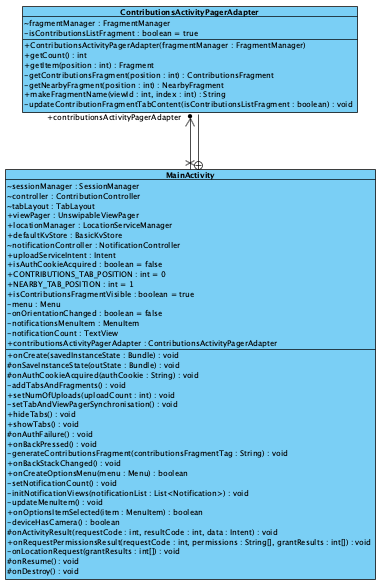 ContributionsActivityPagerAdapter
~fragmentManager : FragmentManager
-isContributionsListFragment : boolean = true
+ContributionsActivityPagerAdapter(fragmentManager : FragmentManager)
+getCount() : int
+getItem(position : int) : Fragment
-getContributionsFragment(position : int) : ContributionsFragment
-getNearbyFragment(position : int) : NearbyFragment
+makeFragmentName(viewId : int, index : int) : String
-updateContributionFragmentTabContent(isContributionsListFragment : boolean) : void
+contributionsActivityPagerAdapter
MainActivity
~sessionManager : SessionManager
~controller : ContributionController
~tabLayout : TabLayout
+viewPager : UnswipableViewPager
+locationManager : LocationServiceManager
+defaultKvStore : BasicKvStore
~notificationController : NotificationController
+uploadServiceIntent : Intent
+isAuthCookieAcquired : boolean = false
+CONTRIBUTIONS_TAB_POSITION : int = 0
+NEARBY_TAB_POSITION : int = 1
+isContributionsFragmentVisible : boolean = true
-menu : Menu
-onOrientationChanged : boolean = false
-notificationsMenuItem : MenuItem
-notificationCount : TextView
+contributionsActivityPagerAdapter : ContributionsActivityPagerAdapter
+onCreate(savedInstanceState : Bundle) : void
#onSaveInstanceState(outState : Bundle) : void
#onAuthCookieAcquired(authCookie : String) : void
-addTabsAndFragments() : void
+setNumOfUploads(uploadCount : int) : void
-setTabAndViewPagerSynchronisation() : void
+hideTabs() : void
+showTabs() : void
#onAuthFailure() : void
+onBackPressed() : void
-generateContributionsFragment(contributionsFragmentTag : String) : void
+onBackStackChanged() : void
+onCreateOptionsMenu(menu : Menu) : boolean
-setNotificationCount() : void
-initNotificationViews(notificationList : List<Notification>) : void
-updateMenuItem() : void
+onOptionsItemSelected(item : MenuItem) : boolean
-deviceHasCamera() : boolean
#onActivityResult(requestCode : int, resultCode : int, data : Intent) : void
+onRequestPermissionsResult(requestCode : int, permissions : String[], grantResults : int[]) : void
-onLocationRequest(grantResults : int[]) : void
#onResume() : void
#onDestroy() : void